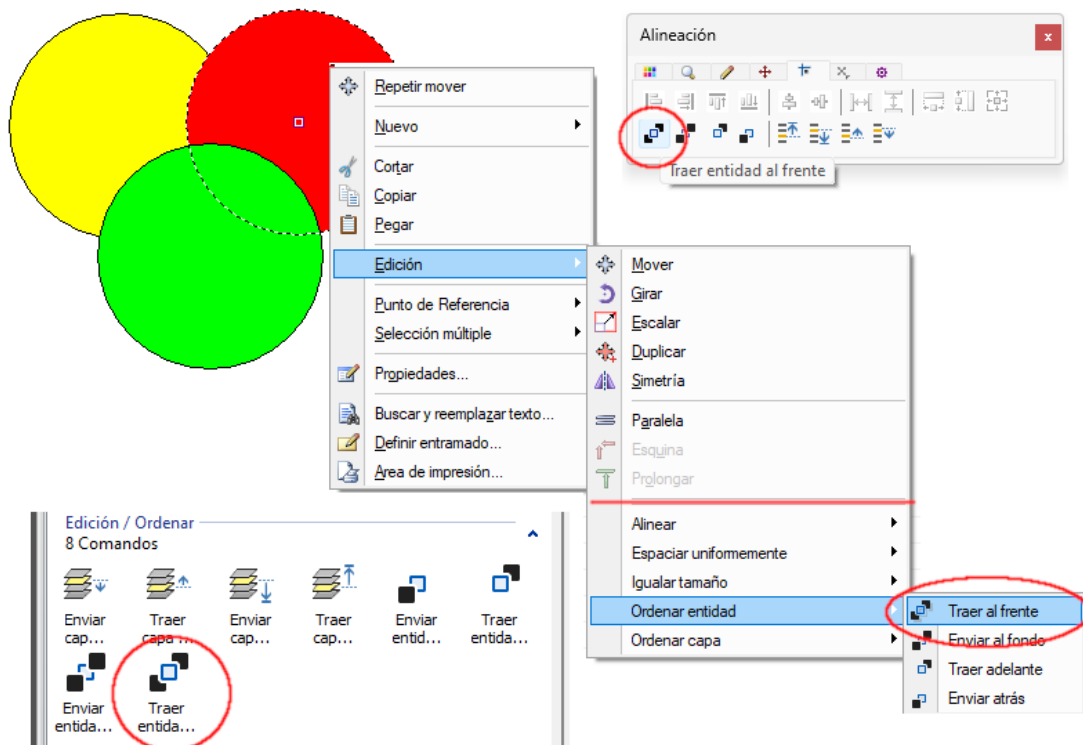 Repetir mover
Nuevo
Cortar
Copiar
Pegar
Edición
Punto de Referencia
Selección múltiple
Propiedades...
Buscar y reemplazar texto...
Definir entramado...
Area de impresión...
Alineación
x
Traer entidad al frente
Mover
Girar
Escalar
Duplicar
Simetría
Paralela
Esquina
Prolongar
Alinear
Espaciar uniformemente
Igualar tamaño
Ordenar entidad
Ordenar capa
Traer al frente
Enviar al fondo
Traer adelante
Enviar atrás
Edición / Ordenar
8 Comandos
Enviar cap...
Traer capa ...
Enviar cap...
Traer cap...
Enviar entid...
Traer entida...
Enviar entida...
Traer entida...